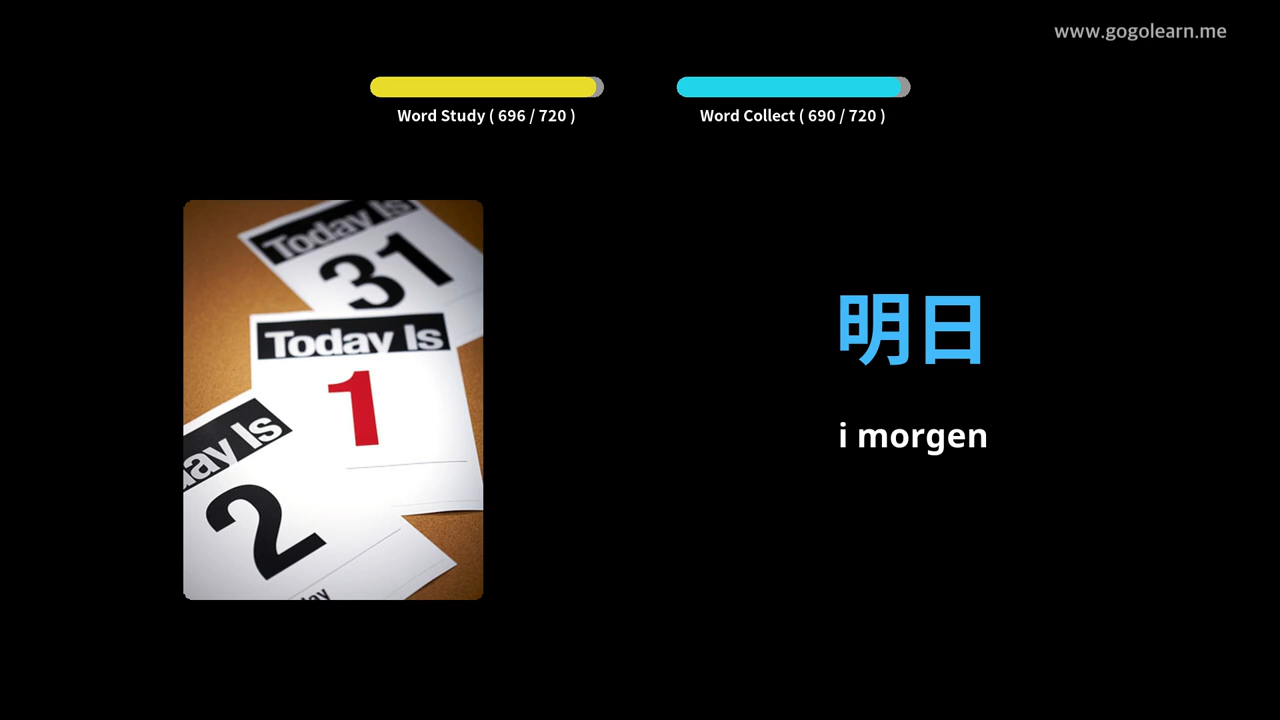 www.gogolearn.me
Word Study ( 696 / 720 )
Word Collect ( 690 / 720 )
Today Is
31
Today Is
1
day Is
2
明日
i morgen